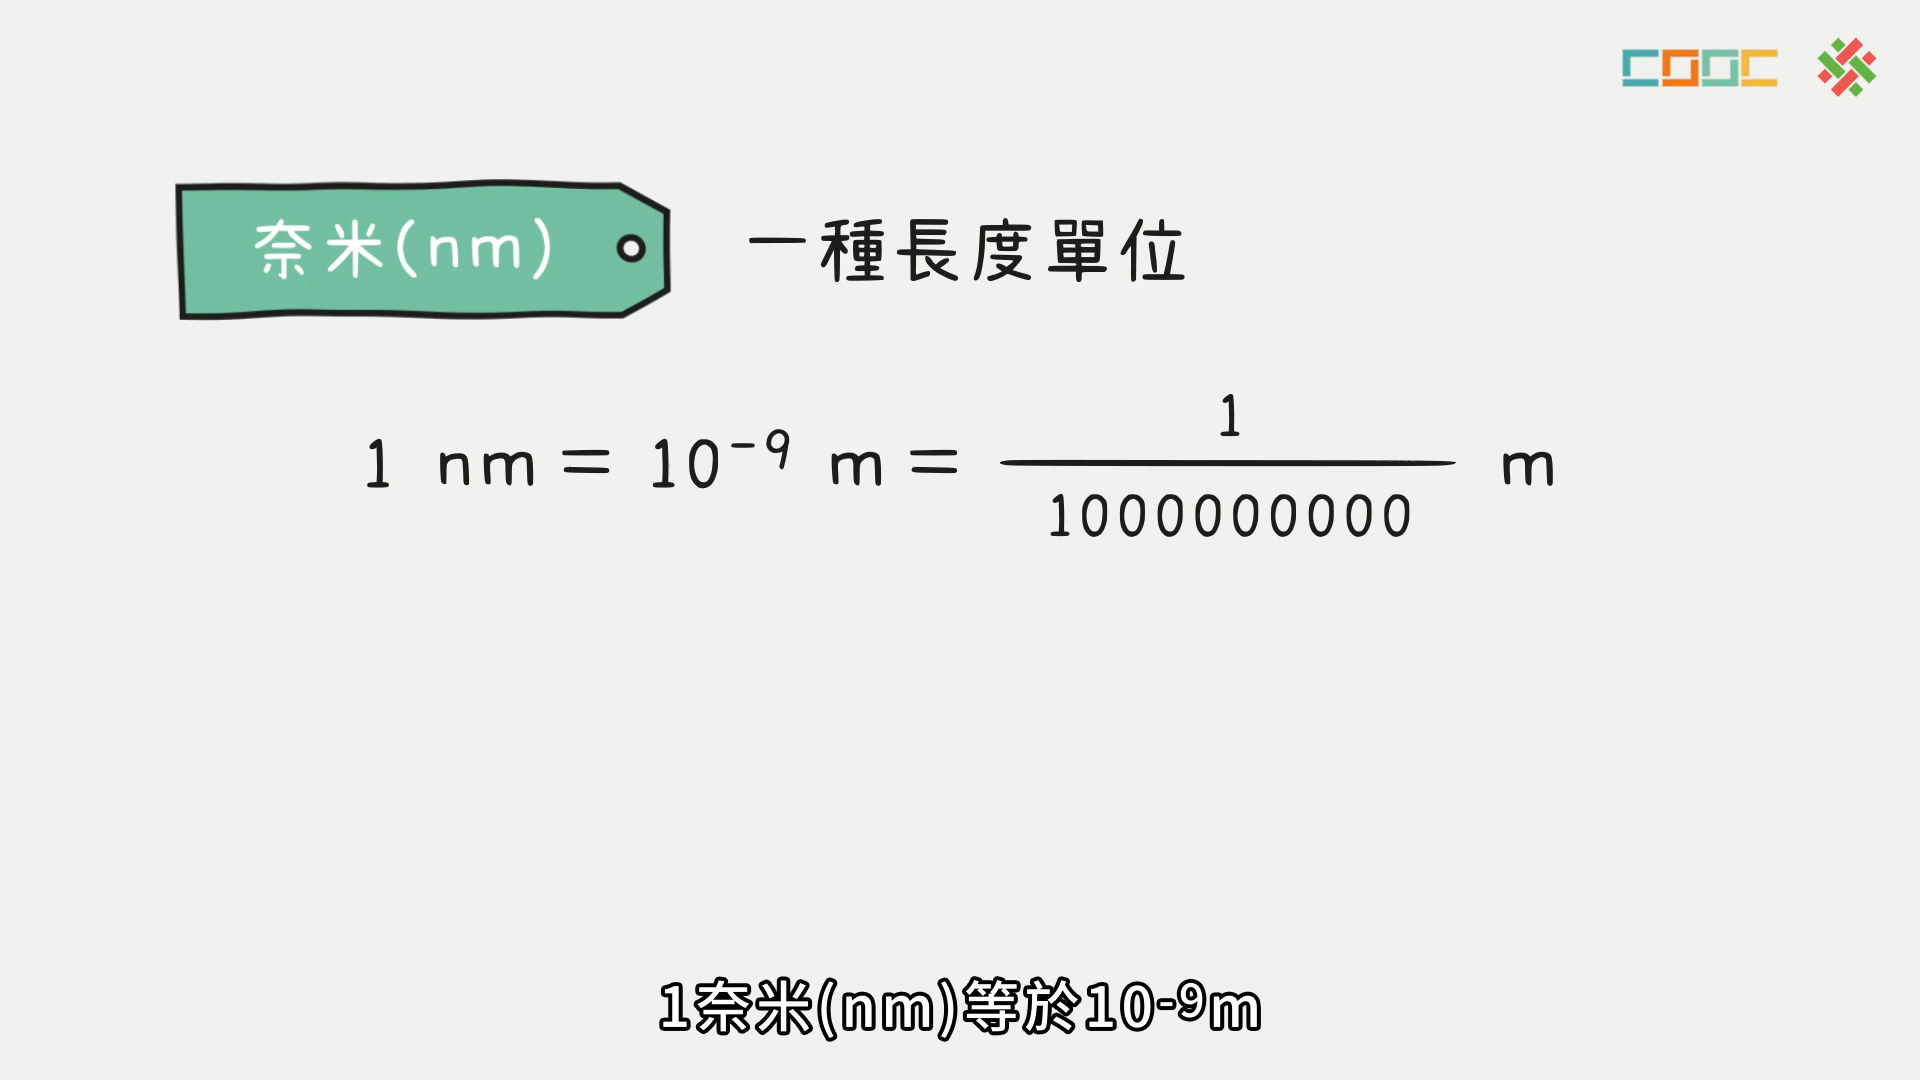 COOC
奈米(nm)
一種長度單位
1 nm = 10⁻⁹ m = 1/1000000000 m
1奈米(nm)等於10⁻⁹m